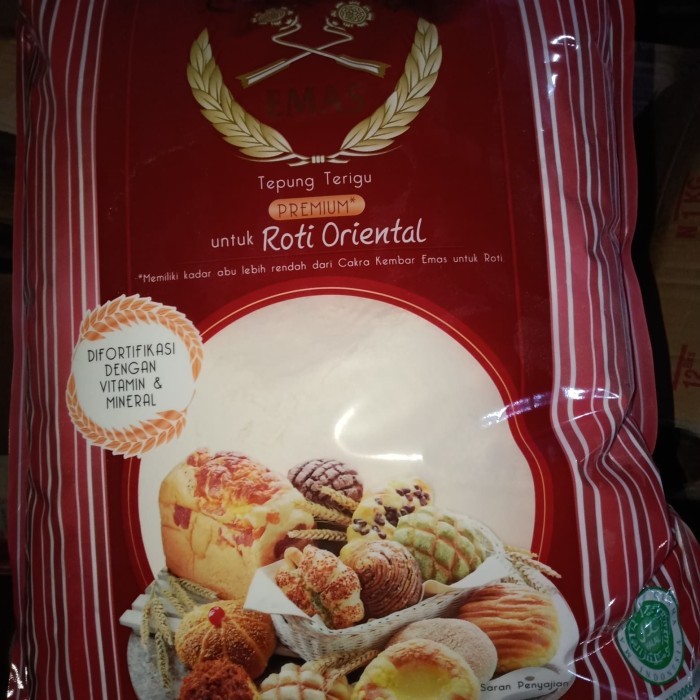 EMAS
Tepung Terigu
PREMIUM*
untuk Roti Oriental
*Memiliki kadar abu lebih rendah dari Cakra Kembar Emas untuk Roti.
DIFORTIFIKASI
DENGAN
VITAMIN &
MINERAL
Saran Penyajian